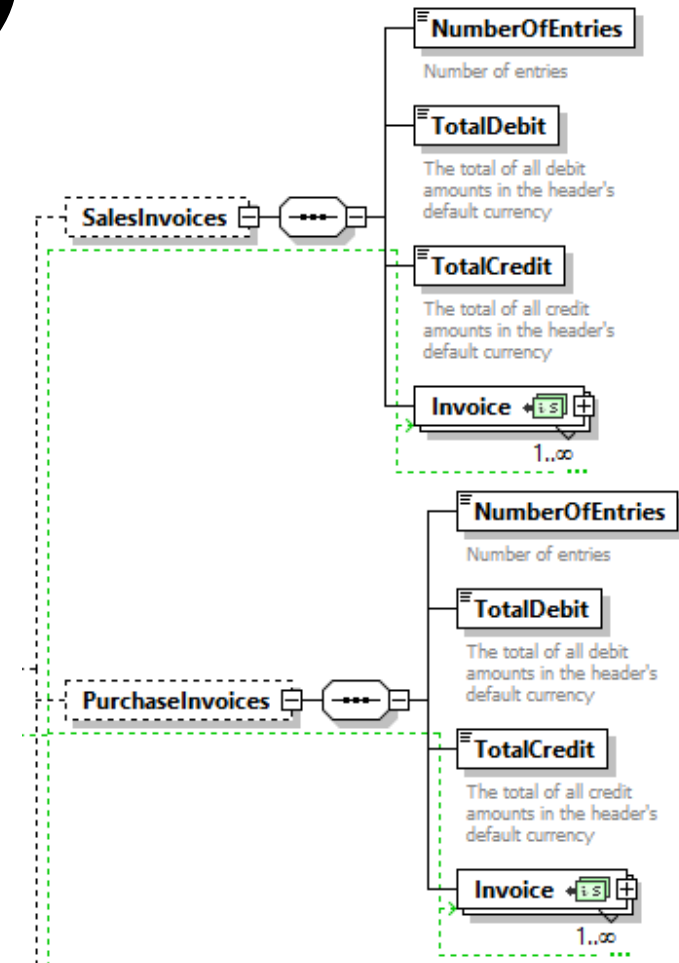 NumberOfEntries
Number of entries
TotalDebit
The total of all debit
amounts in the header's
default currency
SalesInvoices
TotalCredit
The total of all credit
amounts in the header's
default currency
Invoice is
1..∞
NumberOfEntries
Number of entries
TotalDebit
The total of all debit
amounts in the header's
default currency
PurchaseInvoices
TotalCredit
The total of all credit
amounts in the header's
default currency
Invoice is
1..∞